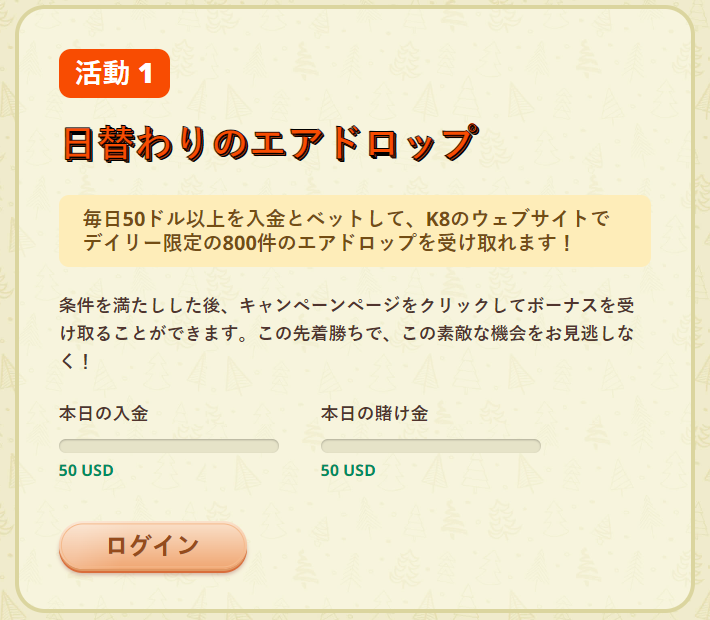 活動 1
日替わりのエアドロップ
毎日50ドル以上を入金とベットして、K8のウェブサイトで
デイリー限定の800件のエアドロップを受け取れます！
条件を満たしした後、キャンペーンページをクリックしてボーナスを受
け取ることができます。この先着勝ちで、この素敵な機会をお見逃しな
く！
本日の入金
本日の賭け金
50 USD
50 USD
ログイン